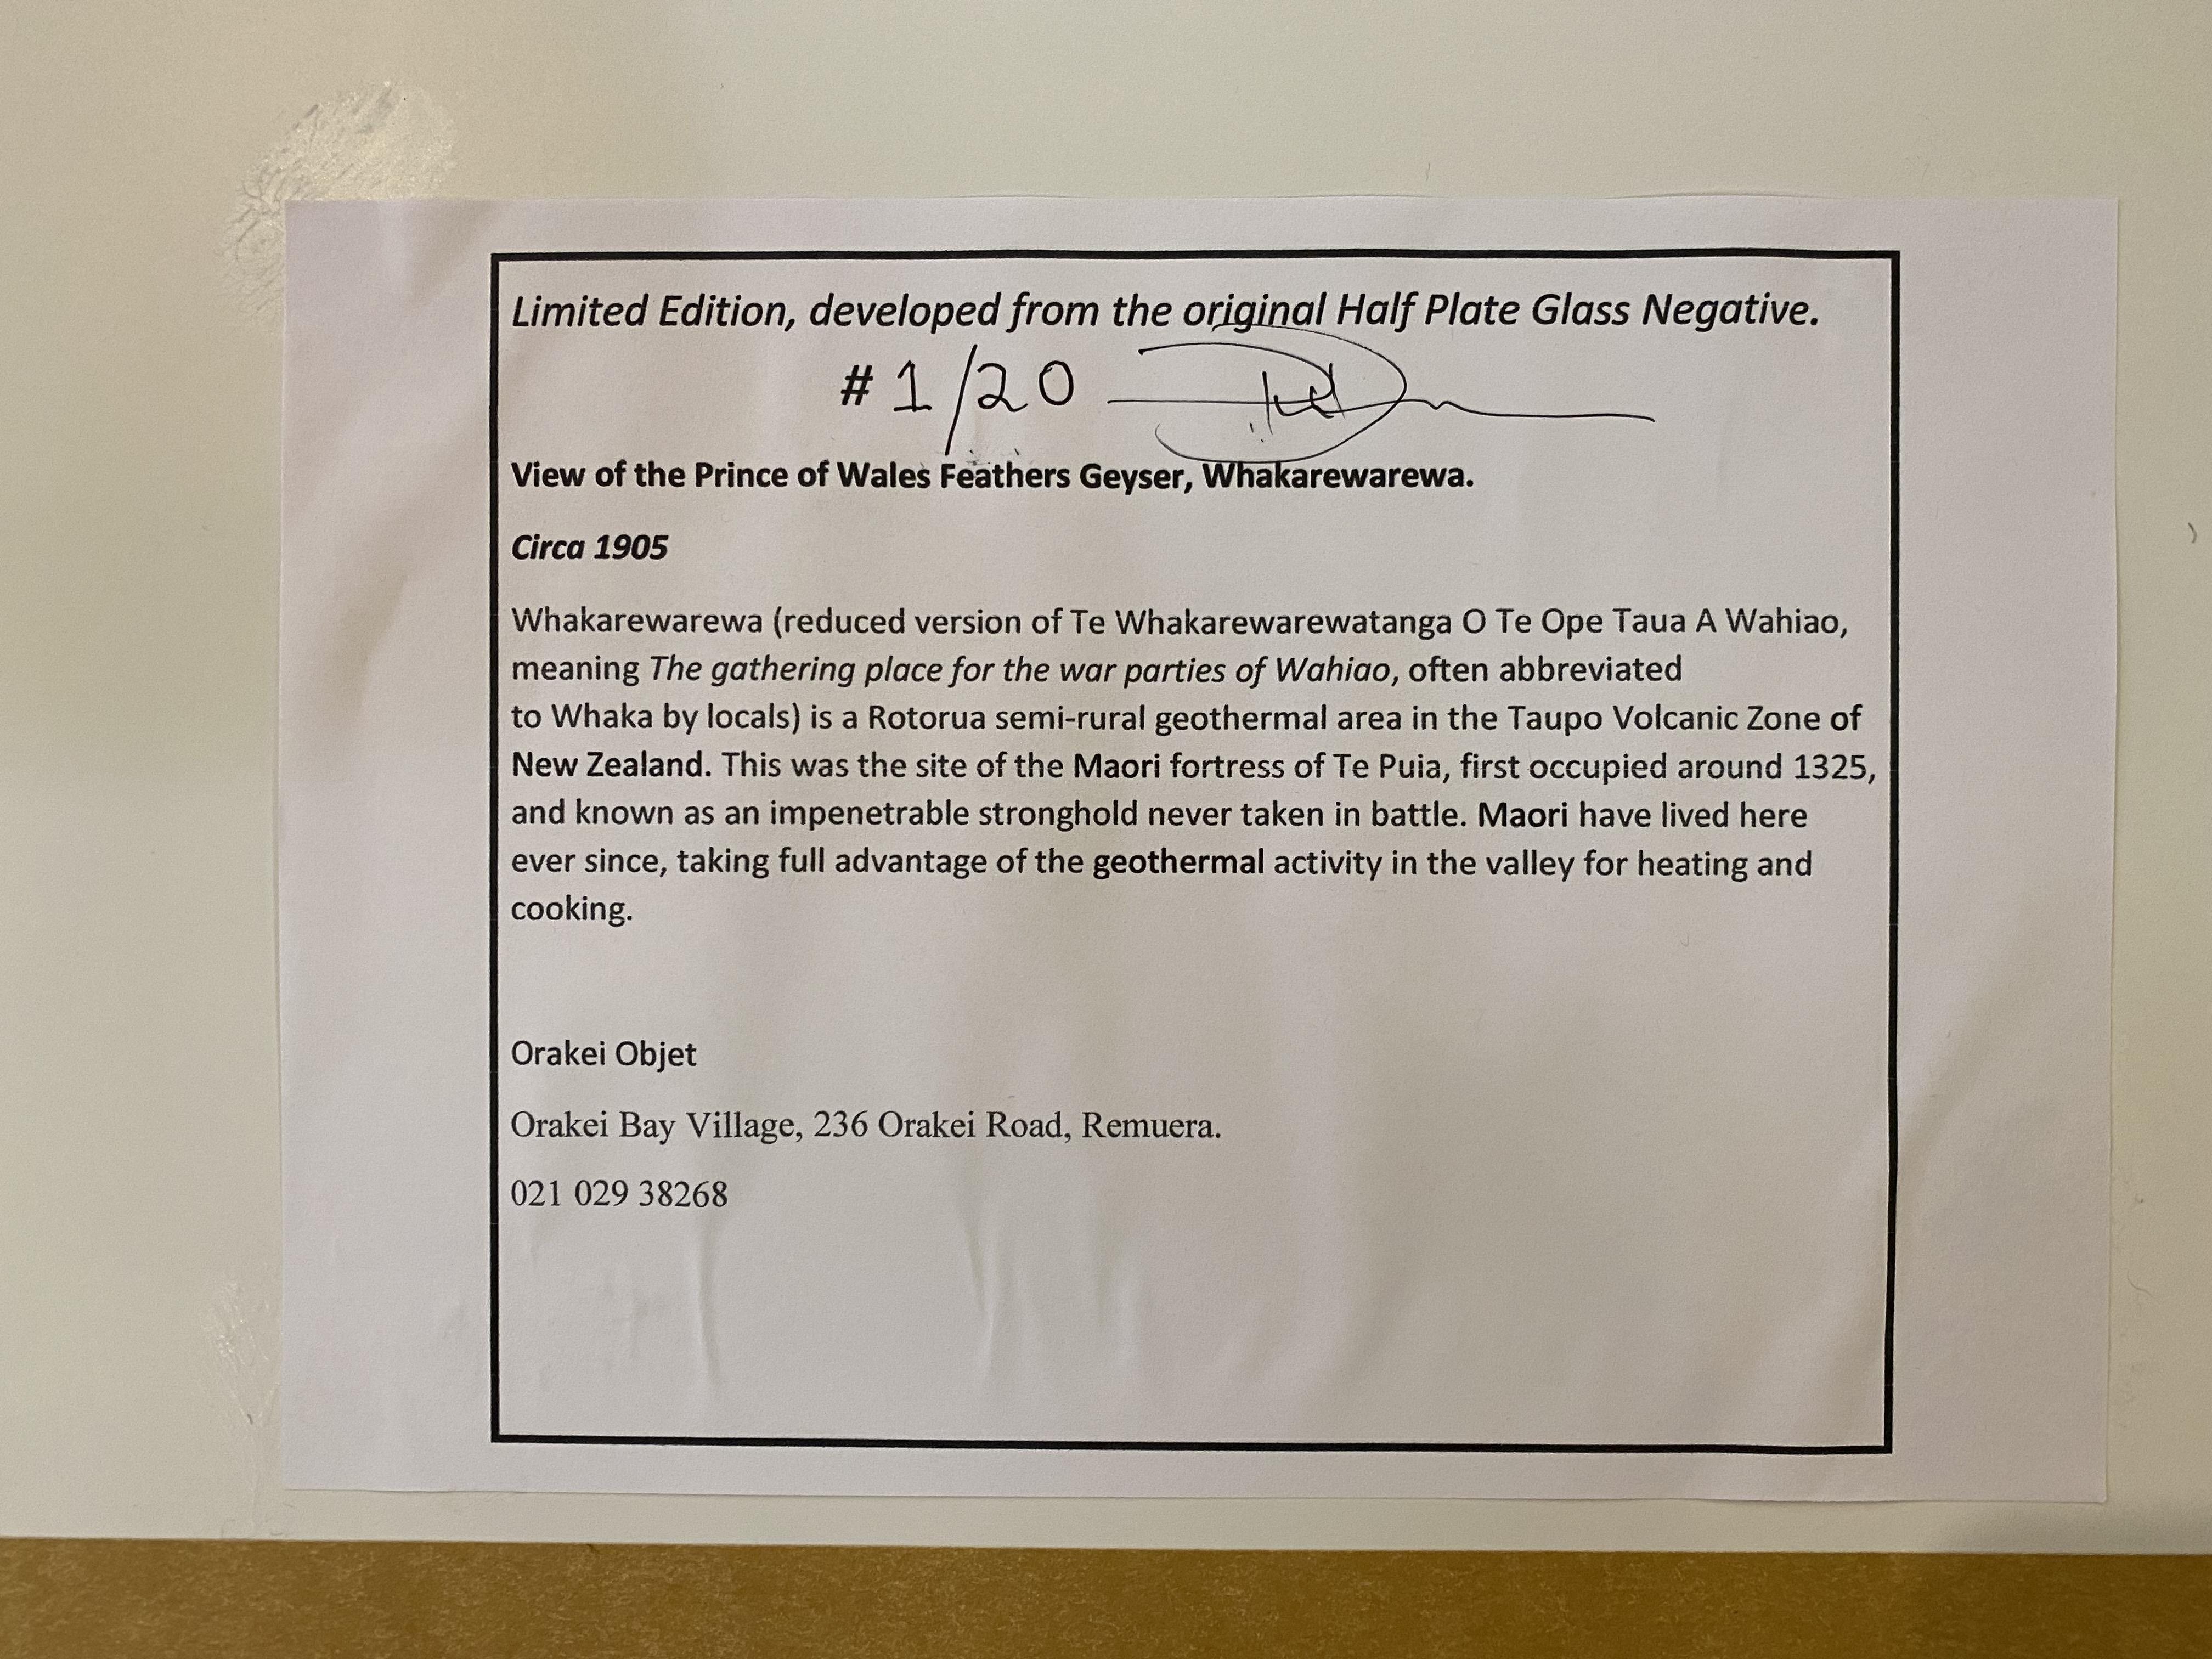 Limited Edition, developed from the original Half Plate Glass Negative.
# 1/20
View of the Prince of Wales Feathers Geyser, Whakarewarewa.
Circa 1905
Whakarewarewa (reduced version of Te Whakarewarewatanga O Te Ope Taua A Wahiao,
meaning The gathering place for the war parties of Wahiao, often abbreviated
to Whaka by locals) is a Rotorua semi-rural geothermal area in the Taupo Volcanic Zone of
New Zealand. This was the site of the Maori fortress of Te Puia, first occupied around 1325,
and known as an impenetrable stronghold never taken in battle. Maori have lived here
ever since, taking full advantage of the geothermal activity in the valley for heating and
cooking.
Orakei Objet
Orakei Bay Village, 236 Orakei Road, Remuera.
021 029 38268